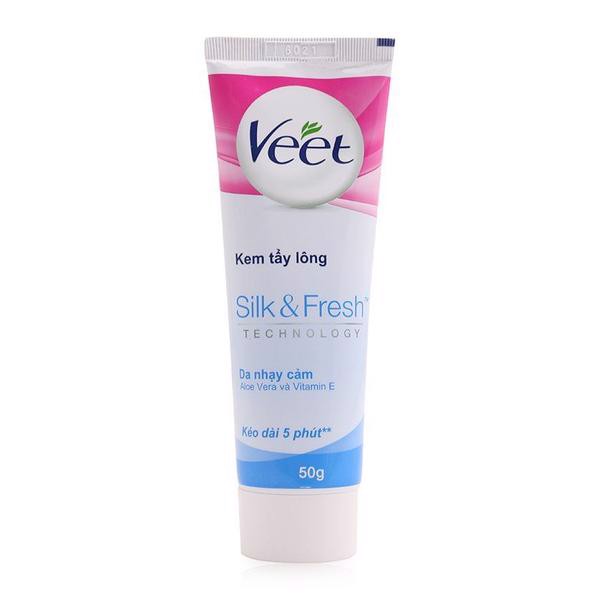 8021
Veet
Kem tẩy lông
Silk & Fresh™
TECHNOLOGY
Da nhạy cảm
Aloe Vera và Vitamin E
Kéo dài 5 phút**
50g